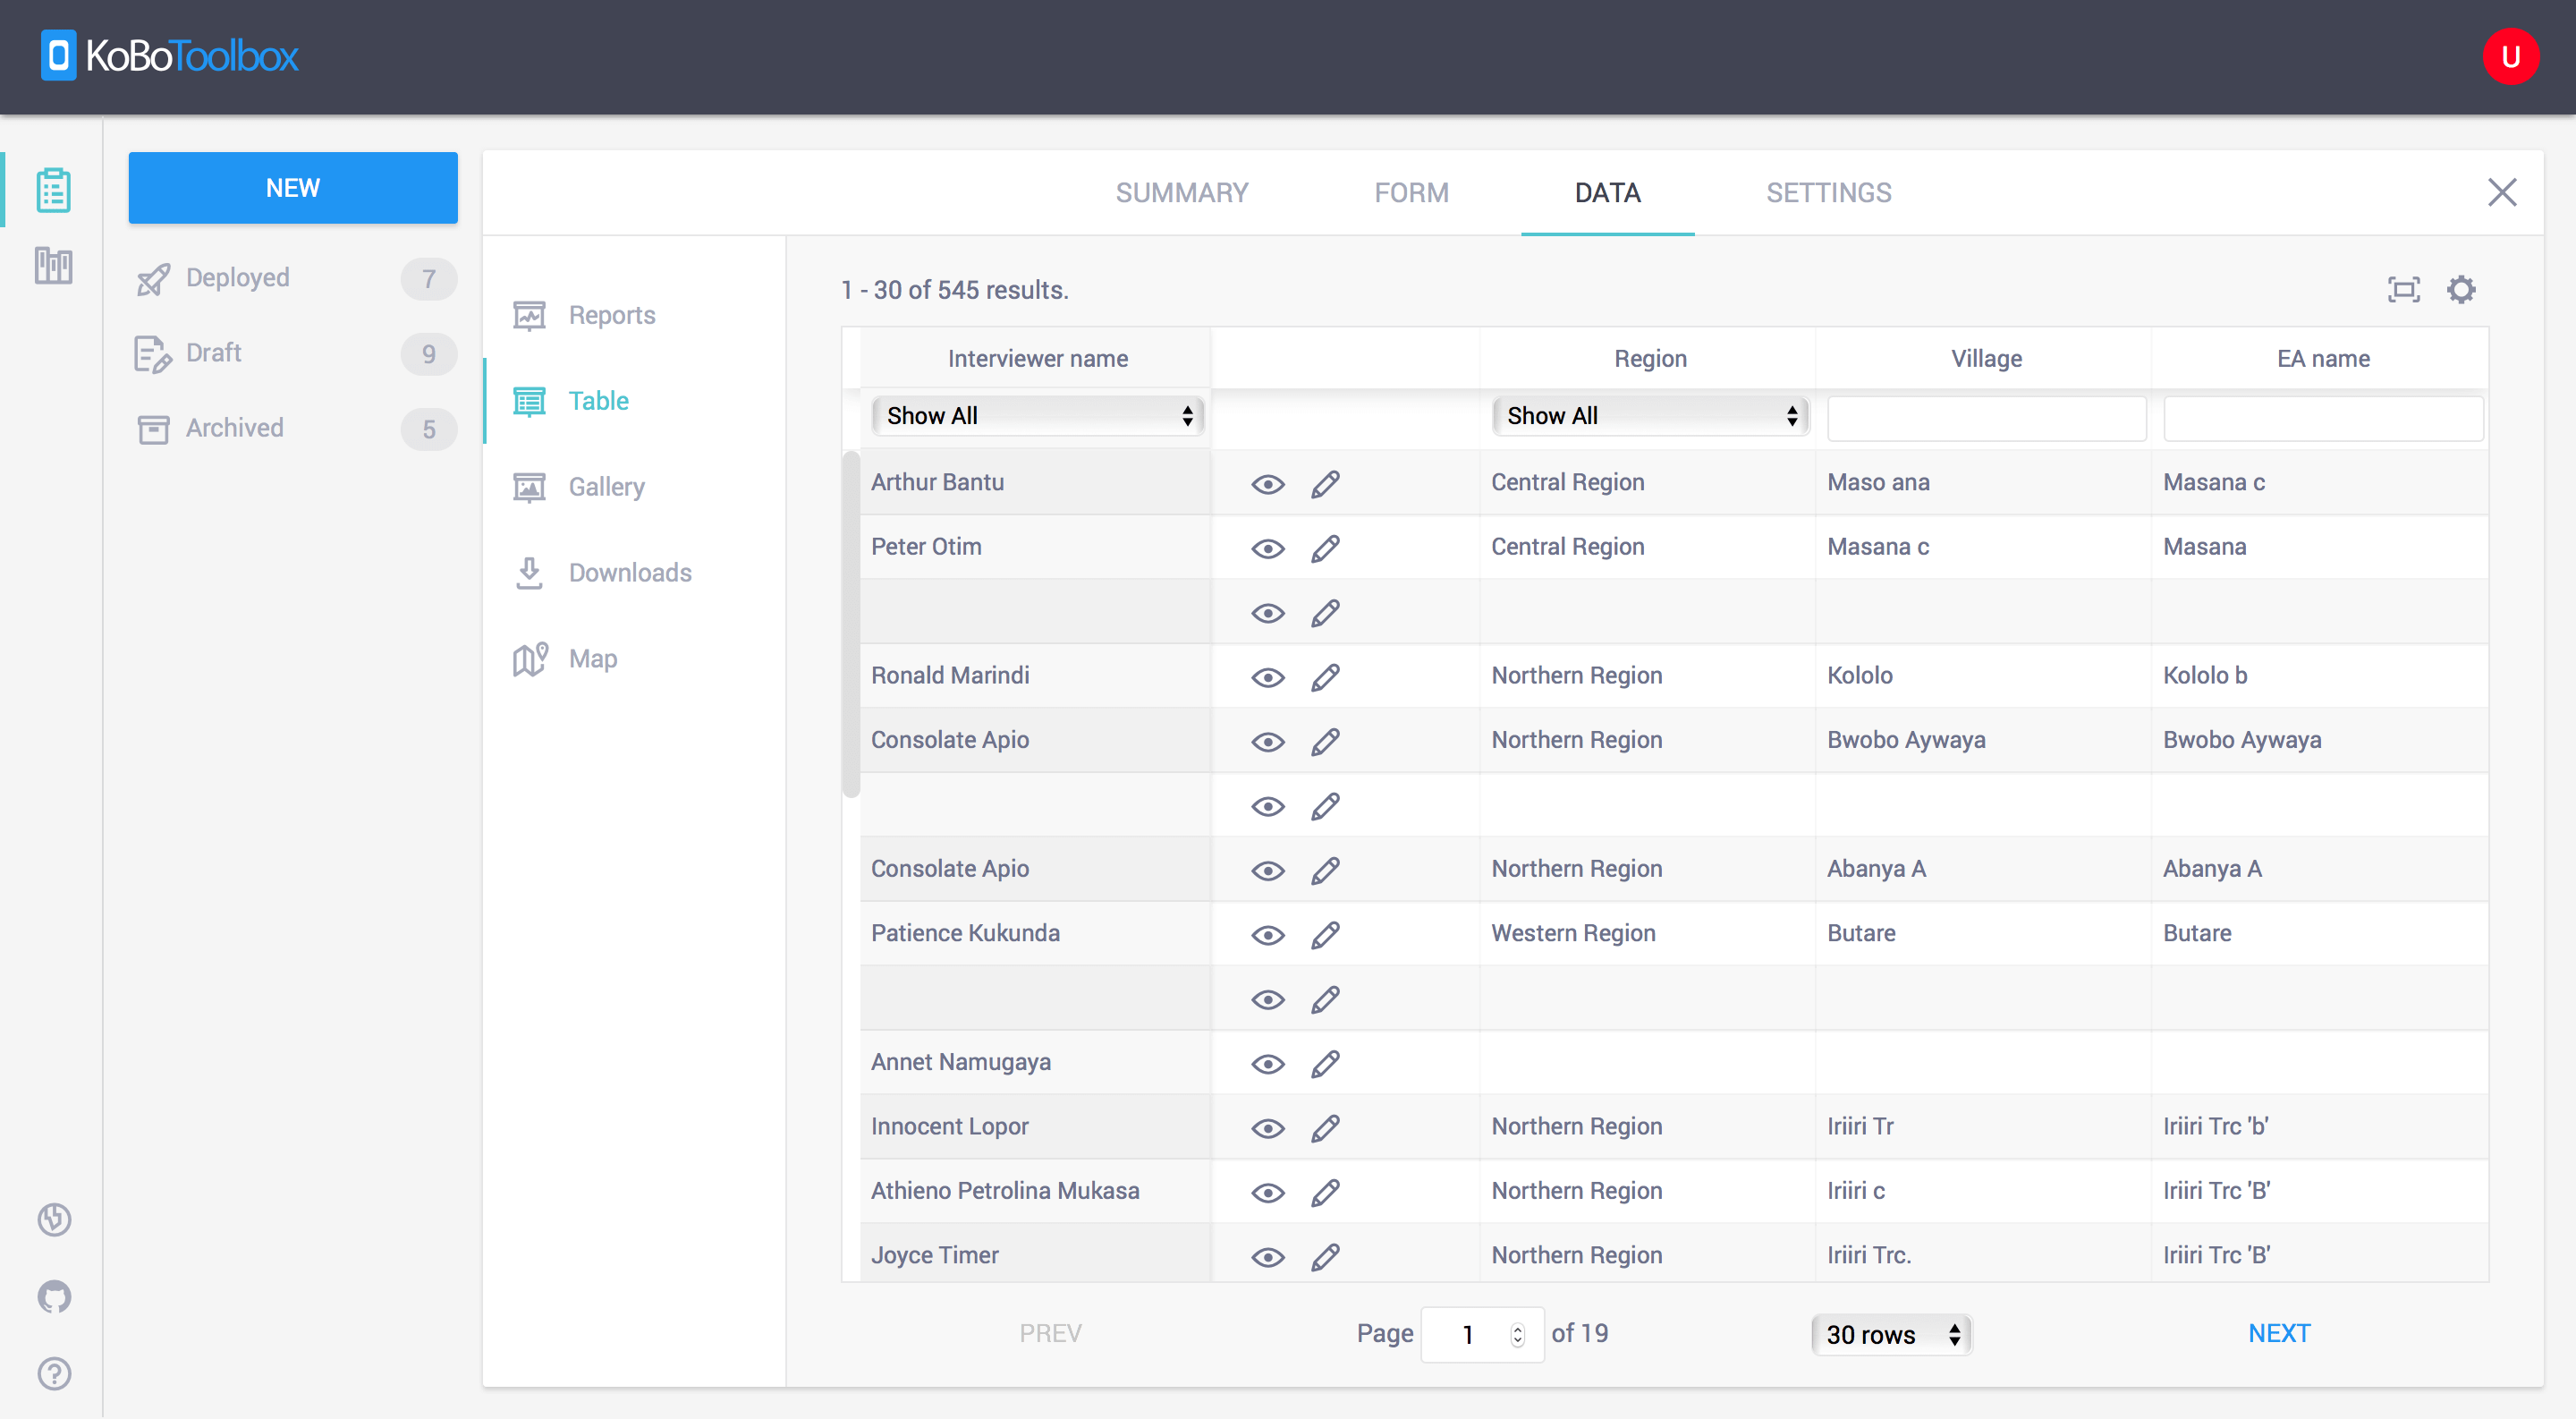 KoBoToolbox
U
NEW
Deployed 7
Draft 9
Archived 5
SUMMARY FORM DATA SETTINGS
Reports
Table
Gallery
Downloads
Map
1 - 30 of 545 results.
Interviewer name Region Village EA name
Show All Show All
Arthur Bantu Central Region Maso ana Masana c
Peter Otim Central Region Masana c Masana
Ronald Marindi Northern Region Kololo Kololo b
Consolate Apio Northern Region Bwobo Aywaya Bwobo Aywaya
Consolate Apio Northern Region Abanya A Abanya A
Patience Kukunda Western Region Butare Butare
Annet Namugaya
Innocent Lopor Northern Region Iriiri Tr Iriiri Trc 'b'
Athieno Petrolina Mukasa Northern Region Iriiri c Iriiri Trc 'B'
Joyce Timer Northern Region Iriiri Trc. Iriiri Trc 'B'
PREV Page 1 of 19 30 rows NEXT